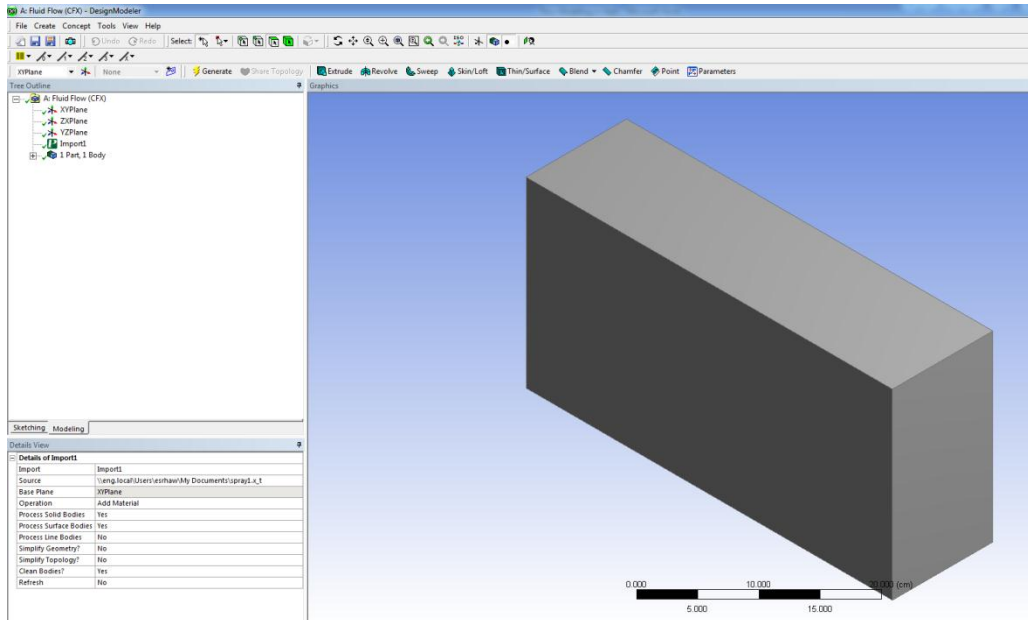 A: Fluid Flow (CFX) - DesignModeler
File Create Concept Tools View Help
Undo Redo Select:
XYPlane None Generate Share Topology Extrude Revolve Sweep Skin/Loft Thin/Surface Blend Chamfer Point Parameters
Tree Outline
Graphics
A: Fluid Flow (CFX)
XYPlane
ZXPlane
YZPlane
Import1
1 Part, 1 Body
Sketching Modeling
Details View
Details of Import1
Import Import1
Source \\eng.local\Users\esrhaw\My Documents\spray1.x_t
Base Plane XYPlane
Operation Add Material
Process Solid Bodies Yes
Process Surface Bodies Yes
Process Line Bodies No
Simplify Geometry? No
Simplify Topology? No
Clean Bodies? Yes
Refresh No
0.000 10.000 20.000 (cm)
5.000 15.000